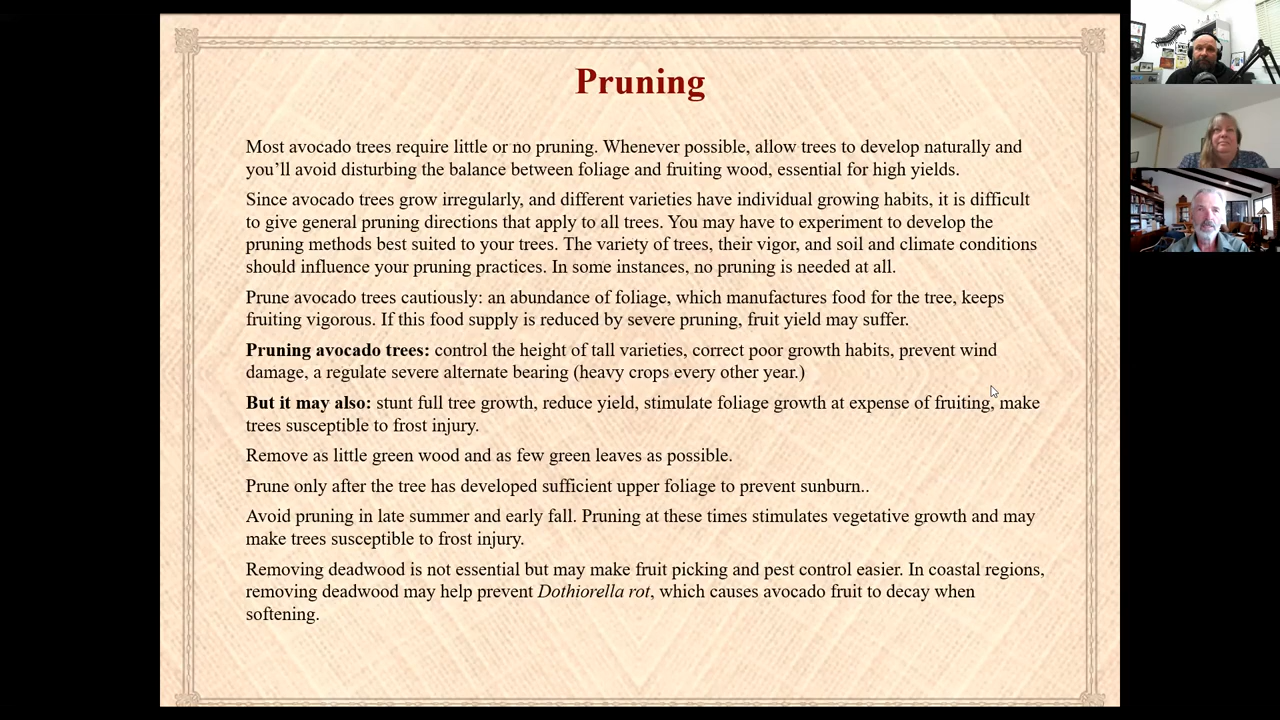 Pruning
Most avocado trees require little or no pruning. Whenever possible, allow trees to develop naturally and
you’ll avoid disturbing the balance between foliage and fruiting wood, essential for high yields.
Since avocado trees grow irregularly, and different varieties have individual growing habits, it is difficult
to give general pruning directions that apply to all trees. You may have to experiment to develop the
pruning methods best suited to your trees. The variety of trees, their vigor, and soil and climate conditions
should influence your pruning practices. In some instances, no pruning is needed at all.
Prune avocado trees cautiously: an abundance of foliage, which manufactures food for the tree, keeps
fruiting vigorous. If this food supply is reduced by severe pruning, fruit yield may suffer.
Pruning avocado trees: control the height of tall varieties, correct poor growth habits, prevent wind
damage, a regulate severe alternate bearing (heavy crops every other year.)
But it may also: stunt full tree growth, reduce yield, stimulate foliage growth at expense of fruiting, make
trees susceptible to frost injury.
Remove as little green wood and as few green leaves as possible.
Prune only after the tree has developed sufficient upper foliage to prevent sunburn..
Avoid pruning in late summer and early fall. Pruning at these times stimulates vegetative growth and may
make trees susceptible to frost injury.
Removing deadwood is not essential but may make fruit picking and pest control easier. In coastal regions,
removing deadwood may help prevent Dothiorella rot, which causes avocado fruit to decay when
softening.